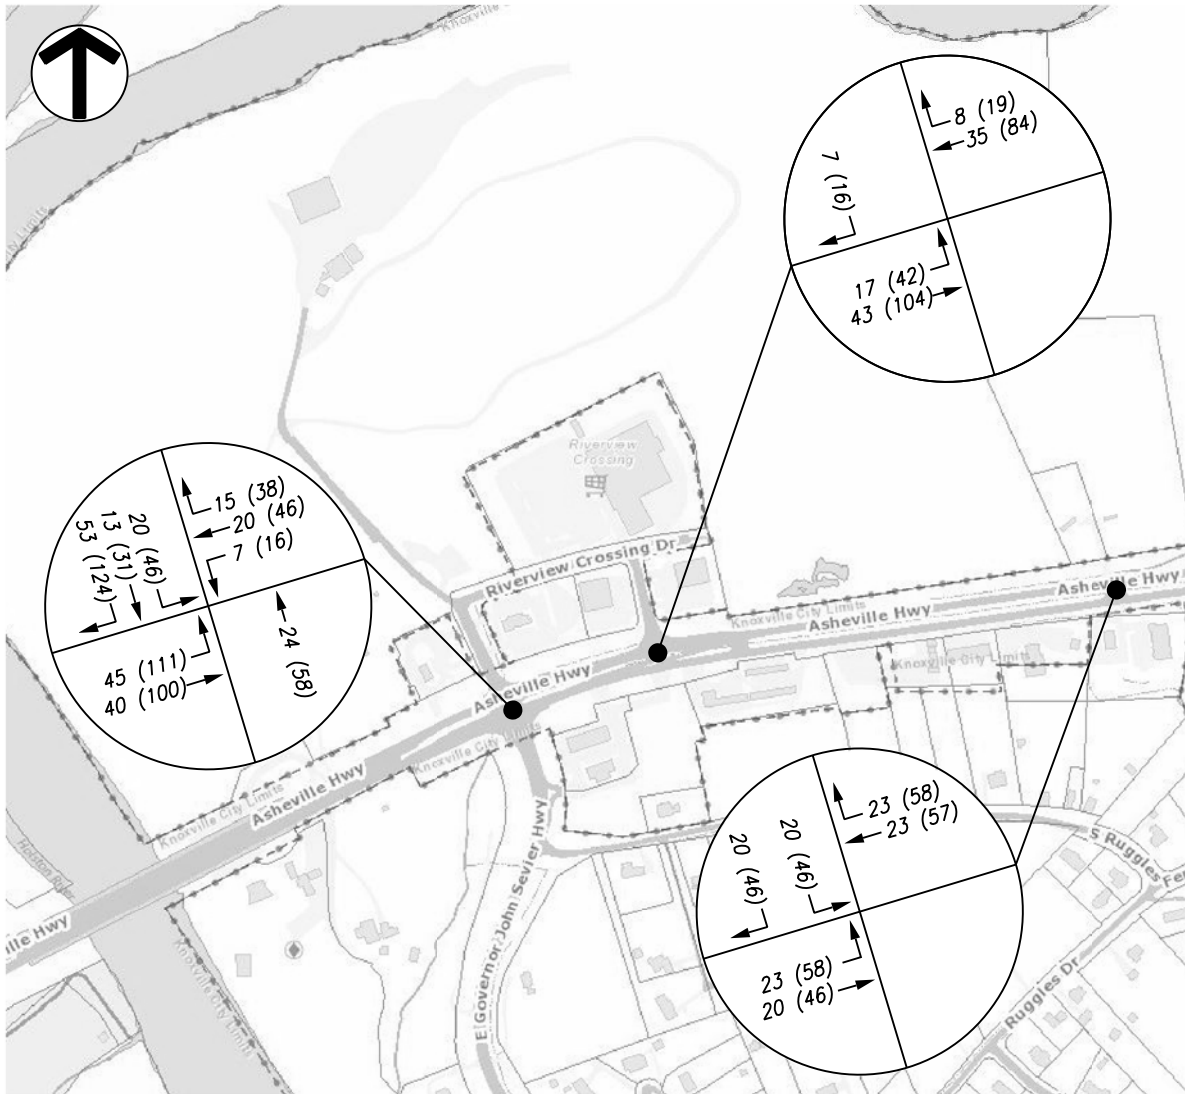 Knoxville
8 (19)
35 (84)
7 (16)
17 (42)
43 (104)
Riverview
Crossing
15 (38)
20 (46)
7 (16)
20 (46)
13 (31)
53 (124)
24 (58)
45 (111)
40 (100)
Riverview Crossing Dr
Asheville Hwy
Knoxville City Limits
Asheville Hwy
Knoxville City Limits
Asheville Hwy
Knoxville City Limits
Asheville Hwy
Knoxville City Limits
23 (58)
23 (57)
20 (46)
20 (46)
23 (58)
20 (46)
S Ruggles
Ruggles Dr
E Governor John Sevier Hwy
Holston River
ville Hwy
Knoxville City Limits